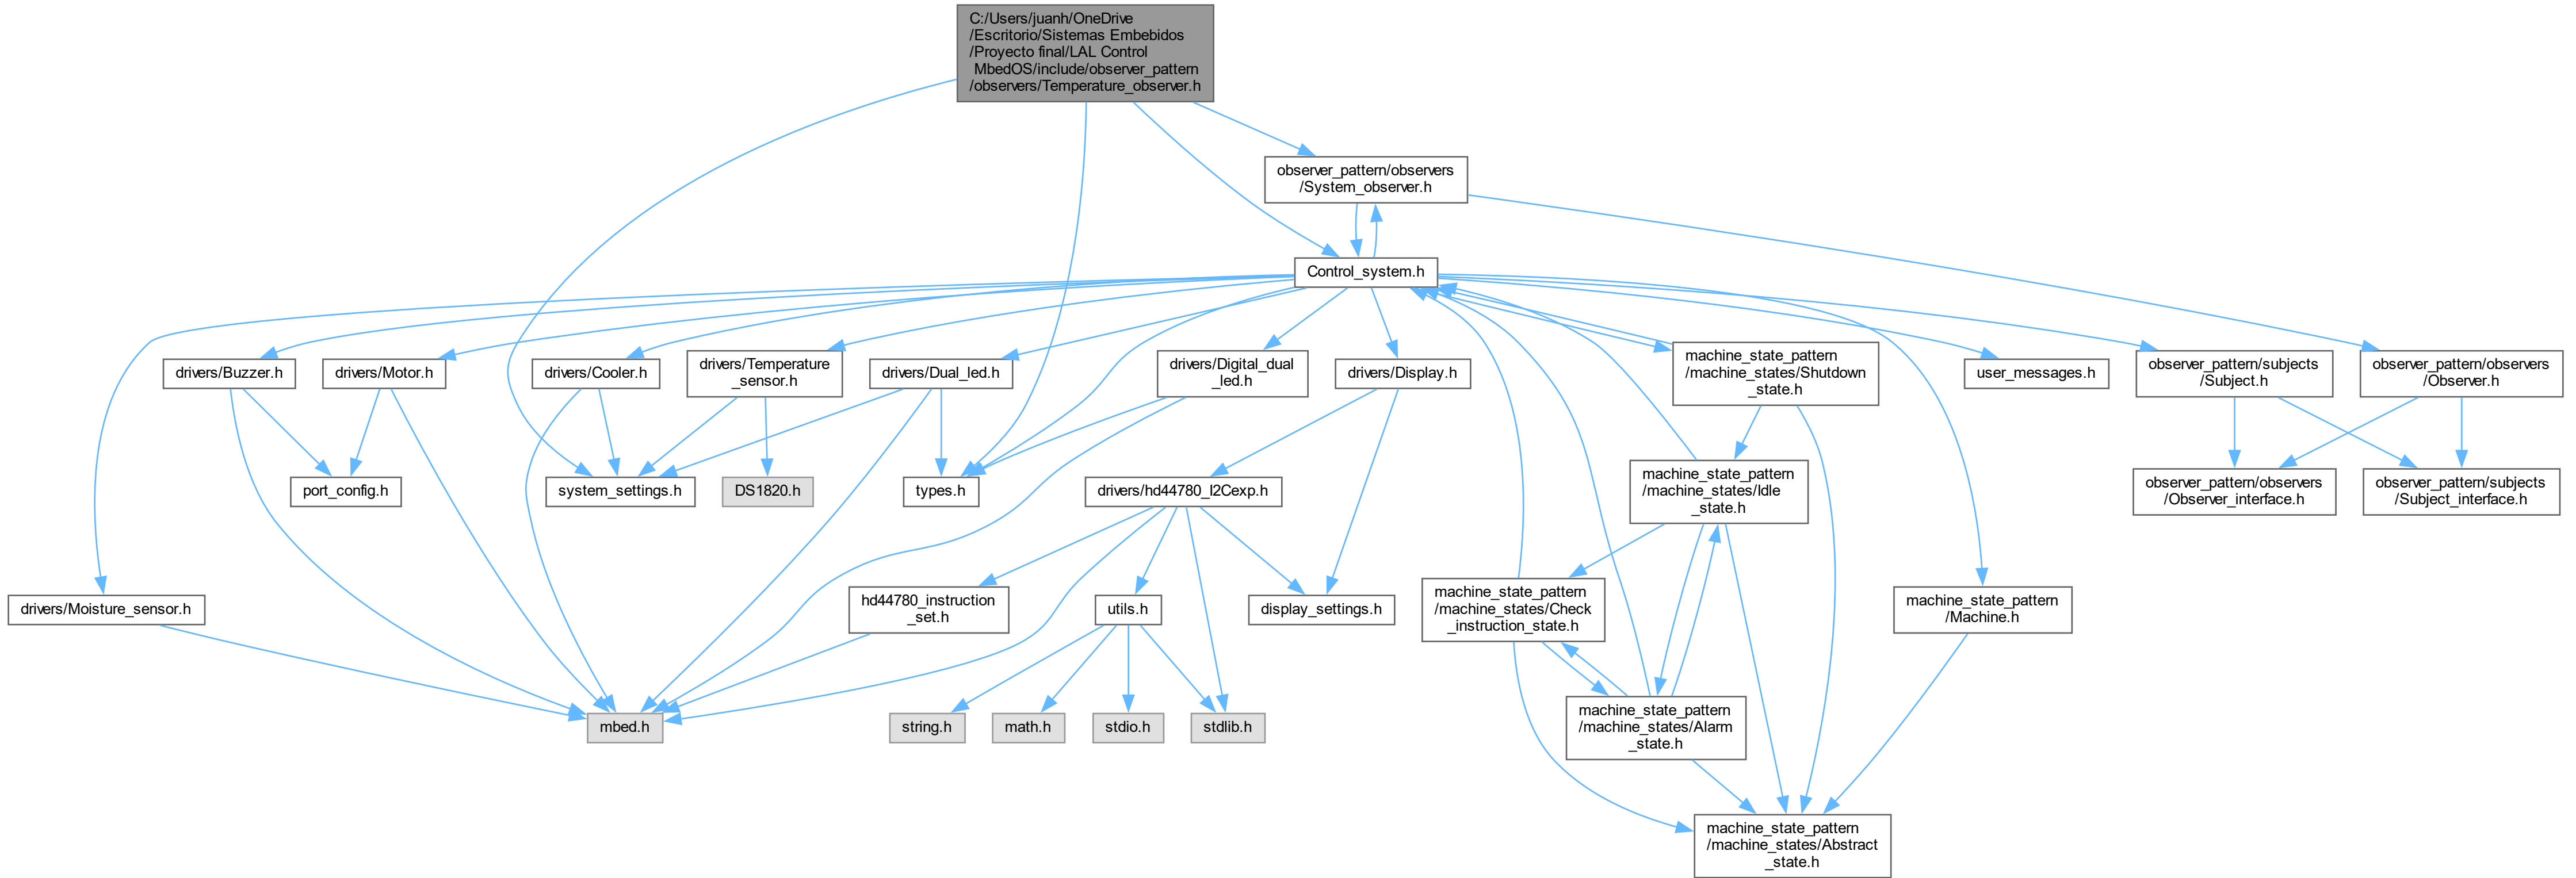 C:/Users/juanh/OneDrive
/Escritorio/Sistemas Embebidos
/Proyecto final/LAL Control
MbedOS/include/observer_pattern
/observers/Temperature_observer.h
observer_pattern/observers
/System_observer.h
Control_system.h
drivers/Buzzer.h
drivers/Motor.h
drivers/Cooler.h
drivers/Temperature
_sensor.h
drivers/Dual_led.h
drivers/Digital_dual
_led.h
drivers/Display.h
machine_state_pattern
/machine_states/Shutdown
_state.h
user_messages.h
observer_pattern/subjects
/Subject.h
observer_pattern/observers
/Observer.h
port_config.h
system_settings.h
DS1820.h
types.h
drivers/hd44780_I2Cexp.h
machine_state_pattern
/machine_states/Idle
_state.h
observer_pattern/observers
/Observer_interface.h
observer_pattern/subjects
/Subject_interface.h
drivers/Moisture_sensor.h
hd44780_instruction
_set.h
utils.h
display_settings.h
machine_state_pattern
/machine_states/Check
_instruction_state.h
machine_state_pattern
/Machine.h
mbed.h
string.h
math.h
stdio.h
stdlib.h
machine_state_pattern
/machine_states/Alarm
_state.h
machine_state_pattern
/machine_states/Abstract
_state.h